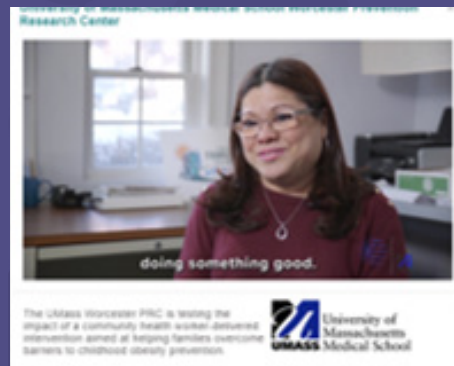 University of Massachusetts Medical School Worcester Prevention
Research Center
doing something good.
The UMass Worcester PRC is testing the
impact of a community health worker-delivered
intervention aimed at helping families overcome
barriers to childhood obesity prevention.
UMASS
University of
Massachusetts
Medical School